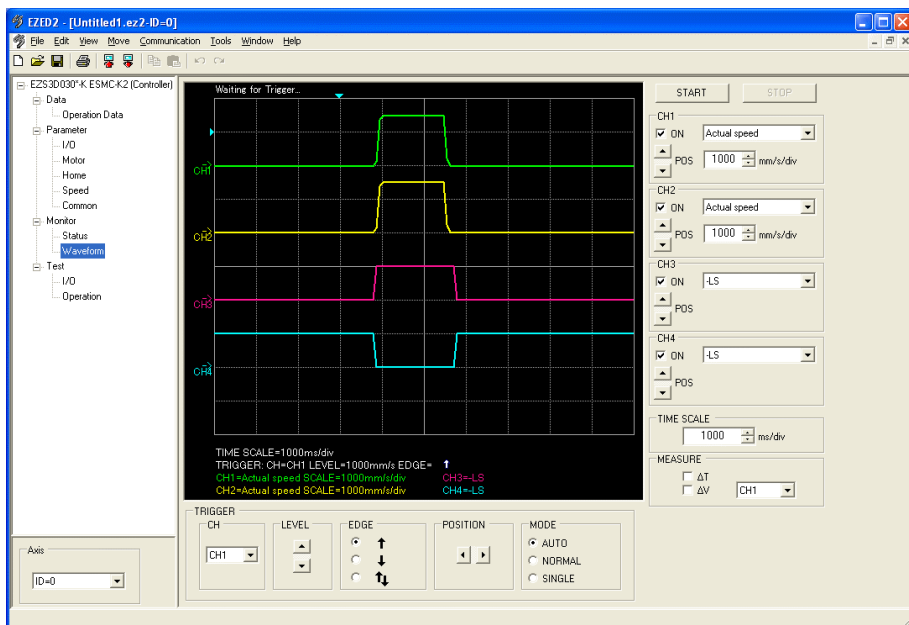 EZED2 - [Untitled1.ez2-ID=0]
File Edit View Move Communication Tools Window Help
EZS3D030*-K ESMC-K2 (Controller)
Data
Operation Data
Parameter
I/O
Motor
Home
Speed
Common
Monitor
Status
Waveform
Test
I/O
Operation
Axis
ID=0
Waiting for Trigger...
CH1
CH2
CH3
CH4
TIME SCALE=1000ms/div
TRIGGER: CH=CH1 LEVEL=1000mm/s EDGE= ↑
CH1=Actual speed SCALE=1000mm/s/div CH3=-LS
CH2=Actual speed SCALE=1000mm/s/div CH4=-LS
START STOP
CH1
ON Actual speed
POS 1000 mm/s/div
CH2
ON Actual speed
POS 1000 mm/s/div
CH3
ON -LS
POS
CH4
ON -LS
POS
TIME SCALE
1000 ms/div
MEASURE
ΔT
ΔV CH1
TRIGGER
CH
CH1
LEVEL
EDGE
↑
↓
↑↓
POSITION
MODE
AUTO
NORMAL
SINGLE